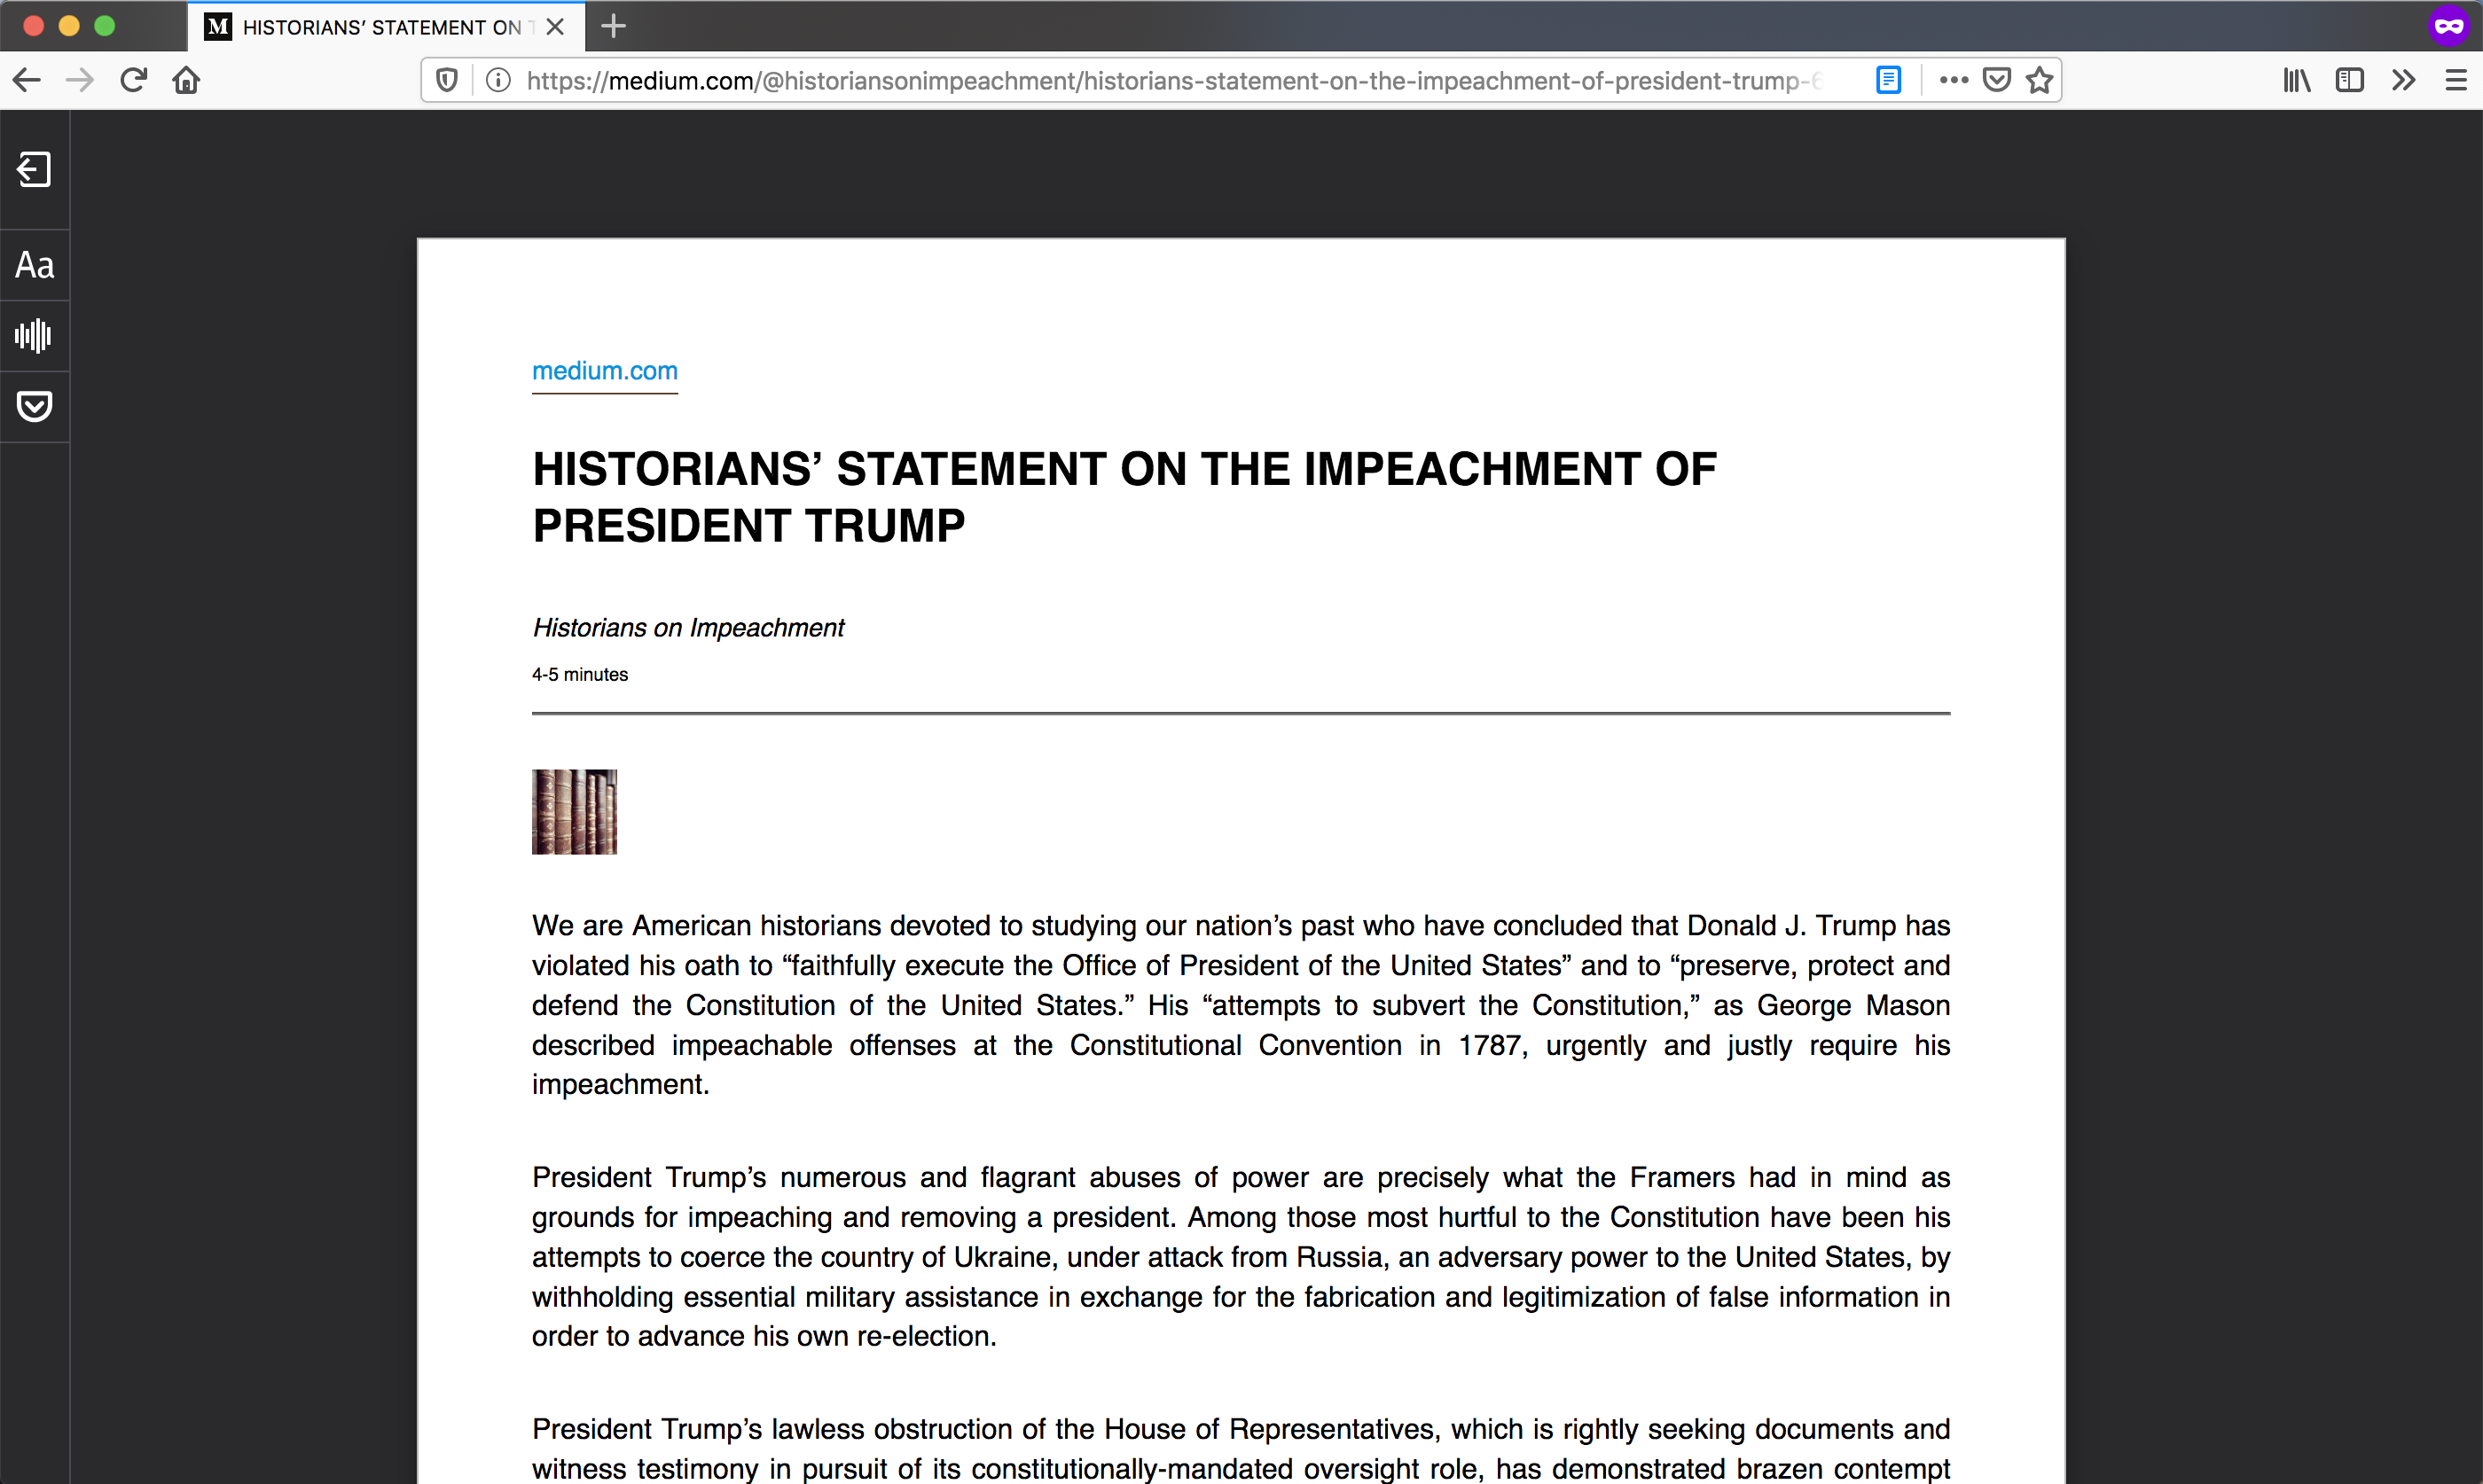 M HISTORIANS’ STATEMENT ON
https://medium.com/@historiansonimpeachment/historians-statement-on-the-impeachment-of-president-trump-6
Aa
medium.com
HISTORIANS’ STATEMENT ON THE IMPEACHMENT OF
PRESIDENT TRUMP
Historians on Impeachment
4-5 minutes
We are American historians devoted to studying our nation’s past who have concluded that Donald J. Trump has
violated his oath to “faithfully execute the Office of President of the United States” and to “preserve, protect and
defend the Constitution of the United States.” His “attempts to subvert the Constitution,” as George Mason
described impeachable offenses at the Constitutional Convention in 1787, urgently and justly require his
impeachment.
President Trump’s numerous and flagrant abuses of power are precisely what the Framers had in mind as
grounds for impeaching and removing a president. Among those most hurtful to the Constitution have been his
attempts to coerce the country of Ukraine, under attack from Russia, an adversary power to the United States, by
withholding essential military assistance in exchange for the fabrication and legitimization of false information in
order to advance his own re-election.
President Trump’s lawless obstruction of the House of Representatives, which is rightly seeking documents and
witness testimony in pursuit of its constitutionally-mandated oversight role, has demonstrated brazen contempt